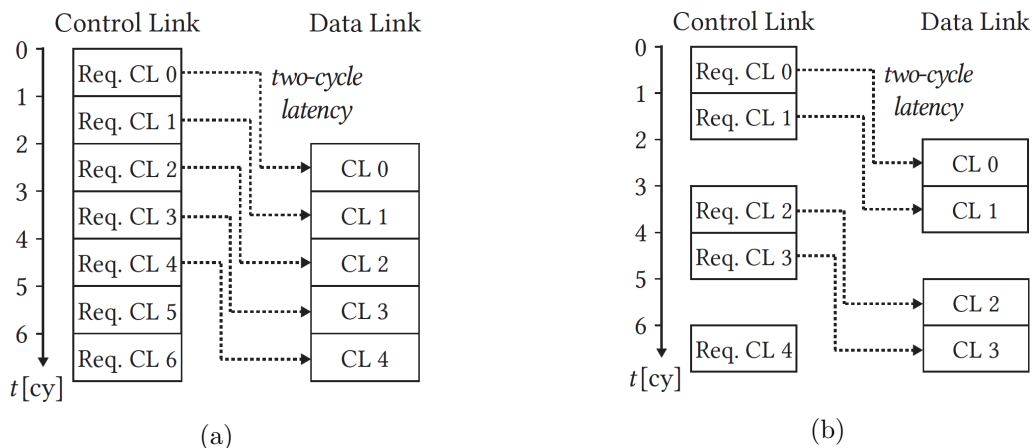 Control Link Data Link
0
Req. CL 0
two-cycle
latency
1
Req. CL 1
2
Req. CL 2 CL 0
3
Req. CL 3 CL 1
4
Req. CL 4 CL 2
5
Req. CL 5 CL 3
6
Req. CL 6 CL 4
t [cy]
(a)
Control Link Data Link
0
Req. CL 0
two-cycle
latency
1
Req. CL 1
2
CL 0
3
Req. CL 2 CL 1
4
Req. CL 3
5
CL 2
6
Req. CL 4 CL 3
t [cy]
(b)